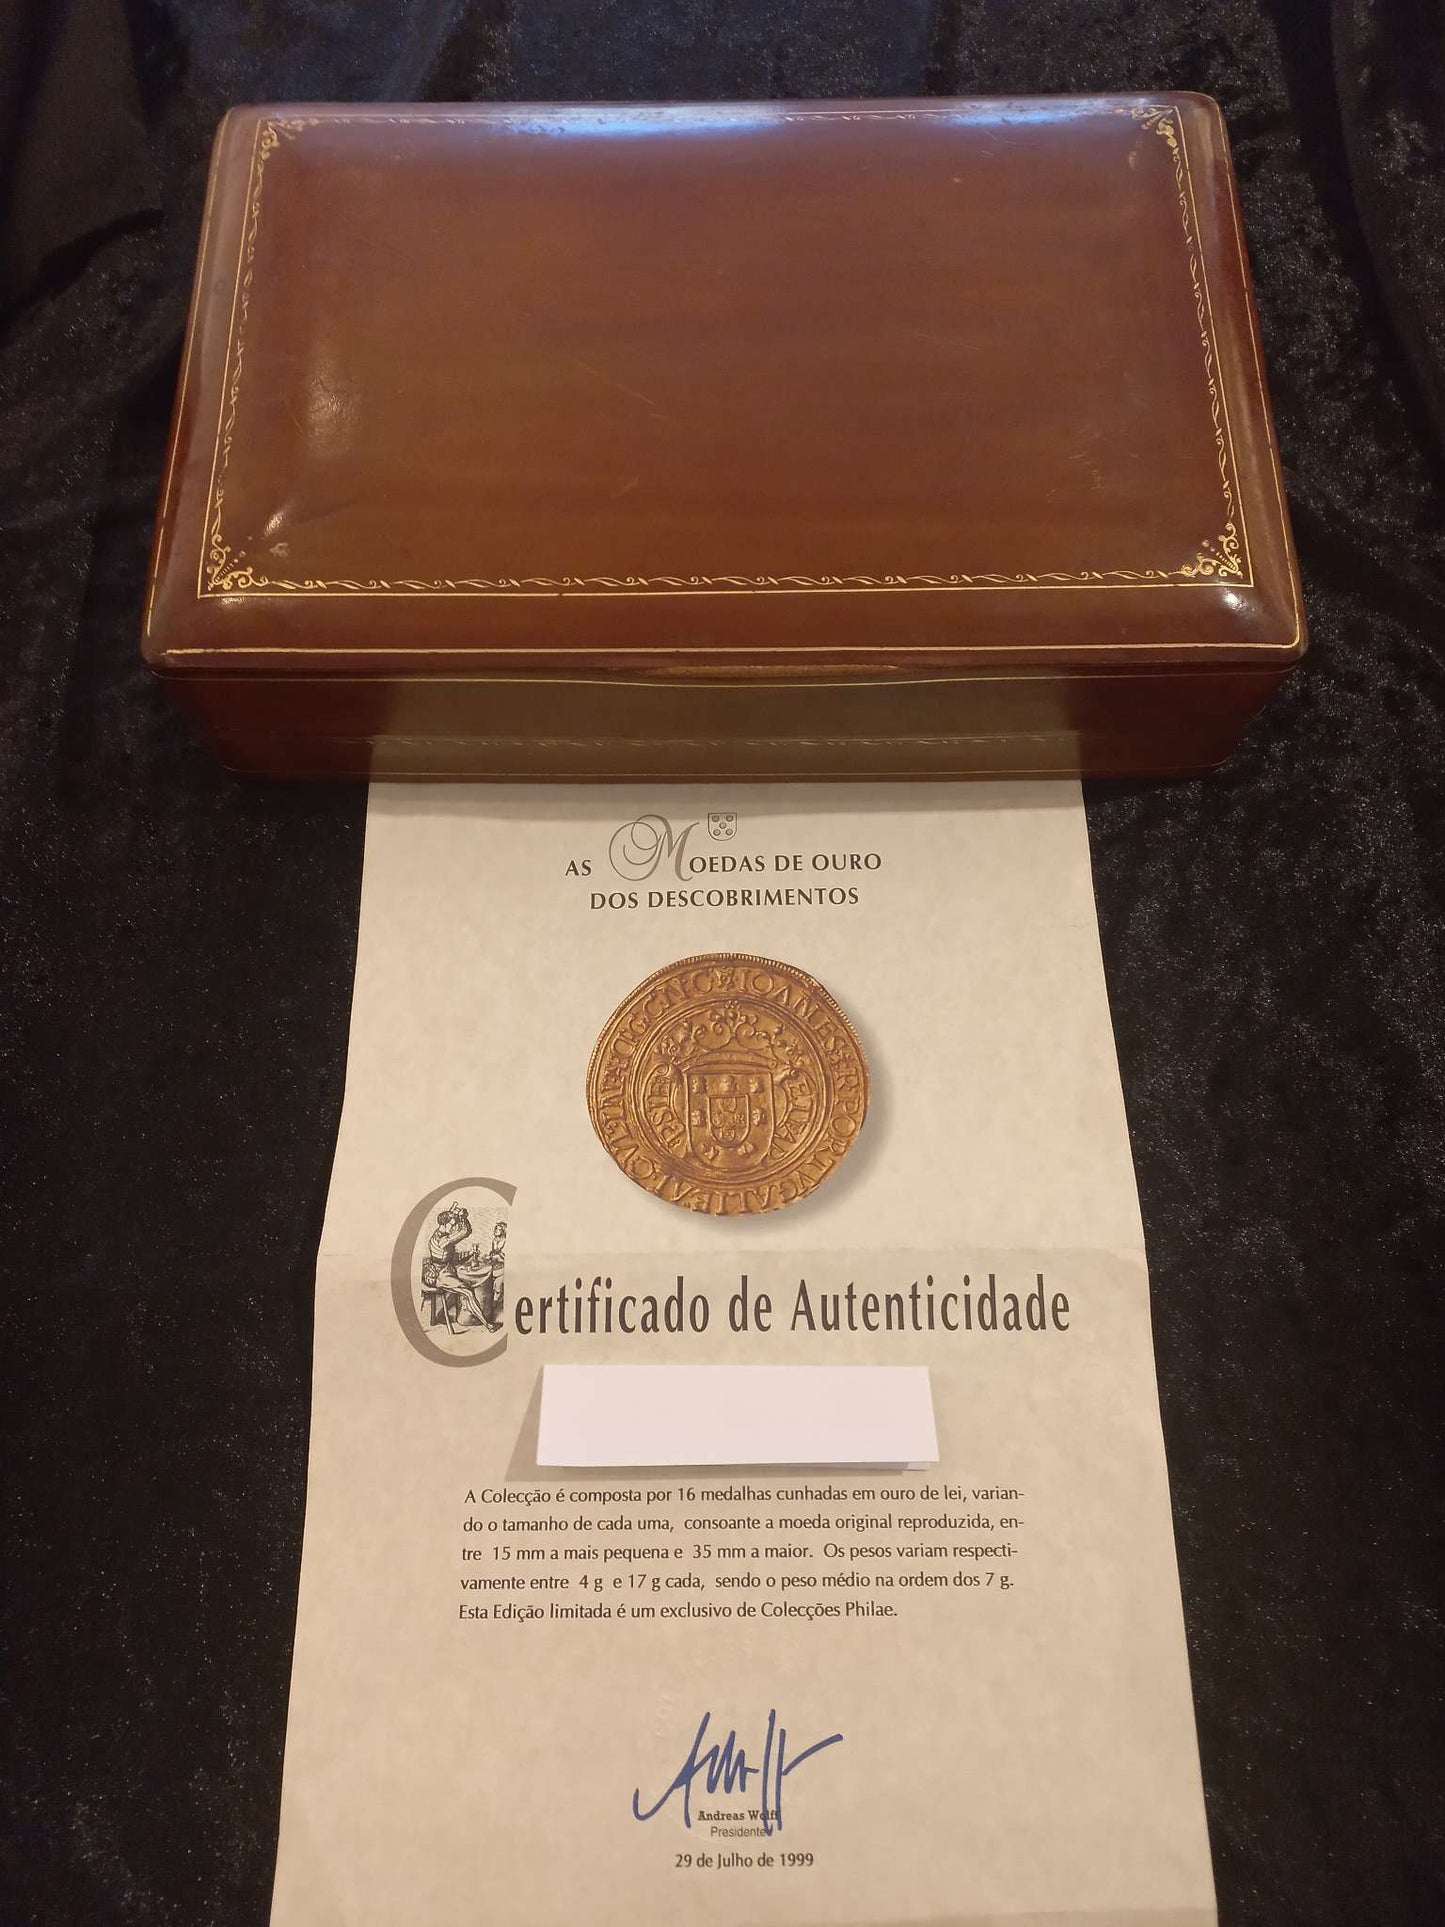 AS MOEDAS DE OURO
DOS DESCOBRIMENTOS
IOANES
Certificado de Autenticidade
A Colecção é composta por 16 medalhas cunhadas em ouro de lei, varian-
do o tamanho de cada uma, consoante a moeda original reproduzida, en-
tre 15 mm a mais pequena e 35 mm a maior. Os pesos variam respecti-
vamente entre 4 g e 17 g cada, sendo o peso médio na ordem dos 7 g.
Esta Edição limitada é um exclusivo de Colecções Philae.
Andreas Wolff
Presidente
29 de Julho de 1999